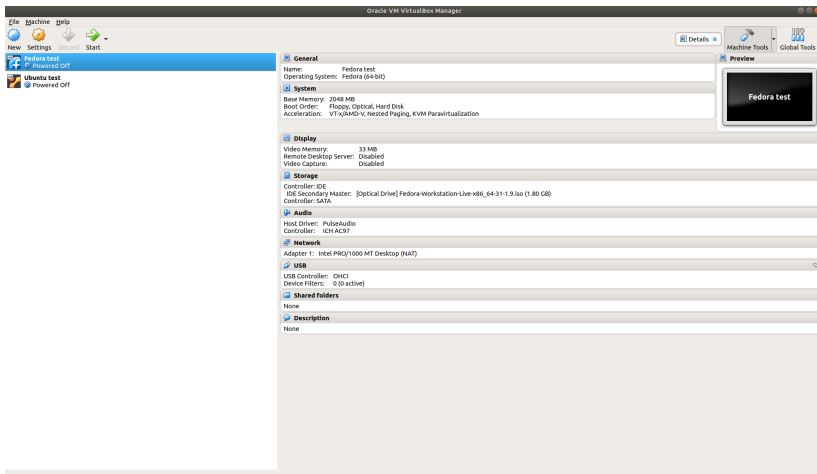 Oracle VM VirtualBox Manager
File Machine Help
New Settings Discard Start
Details
Machine Tools
Global Tools
Fedora test
Powered Off
Ubuntu test
Powered Off
General
Name: Fedora test
Operating System: Fedora (64-bit)
System
Base Memory: 2048 MB
Boot Order: Floppy, Optical, Hard Disk
Acceleration: VT-x/AMD-V, Nested Paging, KVM Paravirtualization
Preview
Fedora test
Display
Video Memory: 33 MB
Remote Desktop Server: Disabled
Video Capture: Disabled
Storage
Controller: IDE
IDE Secondary Master: [Optical Drive] Fedora-Workstation-Live-x86_64-31-1.9.iso (1.80 GB)
Controller: SATA
Audio
Host Driver: PulseAudio
Controller: ICH AC97
Network
Adapter 1: Intel PRO/1000 MT Desktop (NAT)
USB
USB Controller: OHCI
Device Filters: 0 (0 active)
Shared folders
None
Description
None